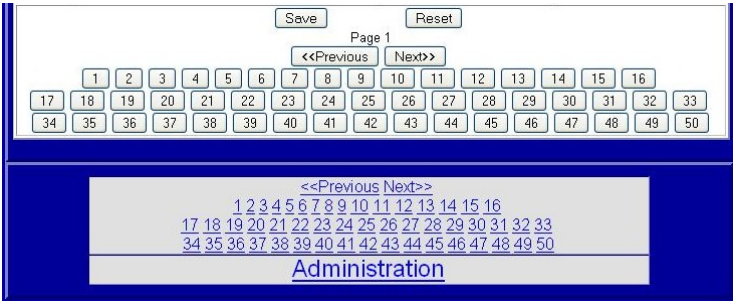 Save Reset
Page 1
<<Previous Next>>
1 2 3 4 5 6 7 8 9 10 11 12 13 14 15 16
17 18 19 20 21 22 23 24 25 26 27 28 29 30 31 32 33
34 35 36 37 38 39 40 41 42 43 44 45 46 47 48 49 50
<<Previous Next>>
1 2 3 4 5 6 7 8 9 10 11 12 13 14 15 16
17 18 19 20 21 22 23 24 25 26 27 28 29 30 31 32 33
34 35 36 37 38 39 40 41 42 43 44 45 46 47 48 49 50
Administration